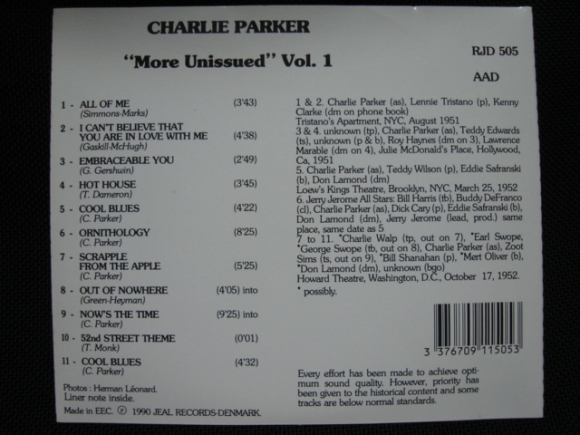 CHARLIE PARKER
"More Unissued" Vol. 1
RJD 505
AAD
1 - ALL OF ME (3'43)
(Simmons-Marks)
2 - I CAN'T BELIEVE THAT
YOU ARE IN LOVE WITH ME (4'38)
(Gaskill-McHugh)
3 - EMBRACEABLE YOU (2'49)
(G. Gershwin)
4 - HOT HOUSE (3'45)
(T. Dameron)
5 - COOL BLUES (4'22)
(C. Parker)
6 - ORNITHOLOGY (8'25)
(C. Parker)
7 - SCRAPPLE
FROM THE APPLE (5'25)
(C. Parker)
8 - OUT OF NOWHERE (4'05) into
(Green-Heyman)
9 - NOW'S THE TIME (9'25) into
(C. Parker)
10 - 52nd STREET THEME (0'01)
(T. Monk)
11 - COOL BLUES (4'32)
(C. Parker)
Photos : Herman Léonard.
Liner note inside.
Made in EEC. ℗ 1990 JEAL RECORDS-DENMARK.
1 & 2. Charlie Parker (as), Lennie Tristano (p), Kenny
Clarke (dm on phone book)
Tristano's Apartment, NYC, August 1951
3 & 4. unknown (tp), Charlie Parker (as), Teddy Edwards
(ts), unknown (p & b), Roy Haynes (dm on 3), Lawrence
Marable (dm on 4), Julie McDonald's Place, Hollywood,
Ca, 1951
5. Charlie Parker (as), Teddy Wilson (p), Eddie Safranski
(b), Don Lamond (dm)
Loew's Kings Theatre, Brooklyn, NYC, March 25, 1952
6. Jerry Jerome All Stars: Bill Harris (tb), Buddy DeFranco
(cl), Charlie Parker (as), Dick Cary (p), Eddie Safranski (b),
Don Lamond (dm), Jerry Jerome (lead, prod.) same
place, same date as 5
7 to 11. *Charlie Walp (tp, out on 7), *Earl Swope,
*George Swope (tb, out on 8), Charlie Parker (as), Zoot
Sims (ts, out on 9), *Bill Shanahan (p), *Mert Oliver (b),
*Don Lamond (dm), unknown (bgo)
Howard Theatre, Washington, D.C., October 17, 1952.
* possibly.
3 376709 115053
Every effort has been made to achieve optim-
um sound quality. However, priority has
been given to the historical content and some
tracks are below normal standards.